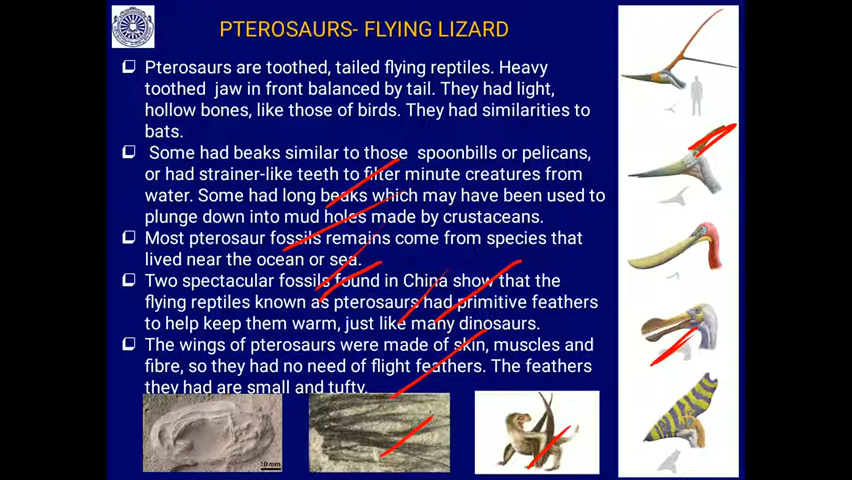 PTEROSAURS- FLYING LIZARD
Pterosaurs are toothed, tailed flying reptiles. Heavy
toothed jaw in front balanced by tail. They had light,
hollow bones, like those of birds. They had similarities to
bats.
Some had beaks similar to those spoonbills or pelicans,
or had strainer-like teeth to filter minute creatures from
water. Some had long beaks which may have been used to
plunge down into mud holes made by crustaceans.
Most pterosaur fossils remains come from species that
lived near the ocean or sea.
Two spectacular fossils found in China show that the
flying reptiles known as pterosaurs had primitive feathers
to help keep them warm, just like many dinosaurs.
The wings of pterosaurs were made of skin, muscles and
fibre, so they had no need of flight feathers. The feathers
they had are small and tufty.
10 mm